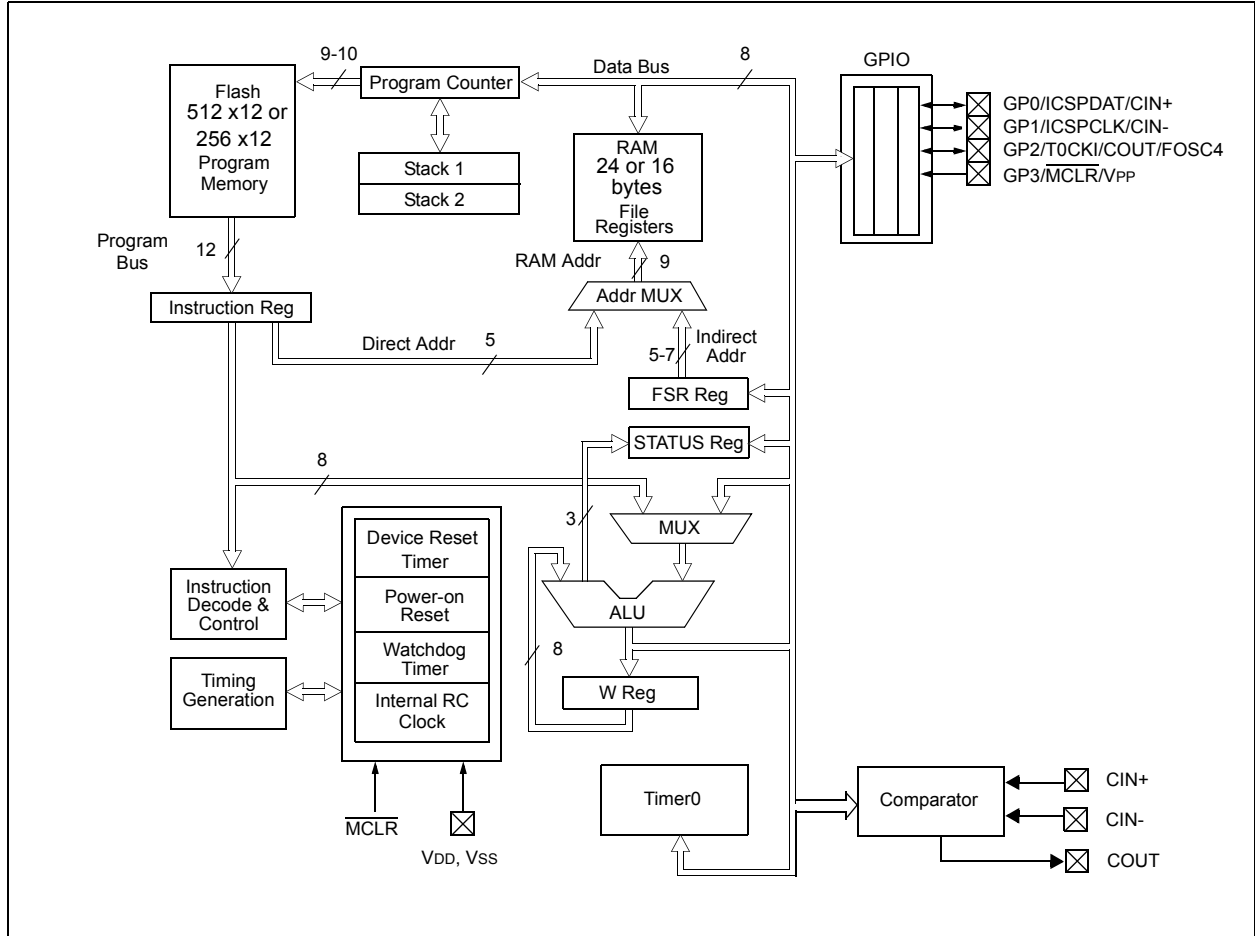 9-10
Program Counter
Data Bus
8
GPIO
Flash
512 x12 or
256 x12
Program
Memory
Stack 1
Stack 2
RAM
24 or 16
bytes
File
Registers
GP0/ICSPDAT/CIN+
GP1/ICSPCLK/CIN-
GP2/T0CKI/COUT/FOSC4
GP3/MCLR/VPP
Program
Bus
12
RAM Addr
9
Instruction Reg
Addr MUX
Direct Addr
5
5-7
Indirect
Addr
FSR Reg
STATUS Reg
8
3
MUX
Device Reset
Timer
Power-on
Reset
Watchdog
Timer
Internal RC
Clock
Instruction
Decode &
Control
Timing
Generation
ALU
8
W Reg
MCLR
VDD, VSS
Timer0
Comparator
CIN+
CIN-
COUT